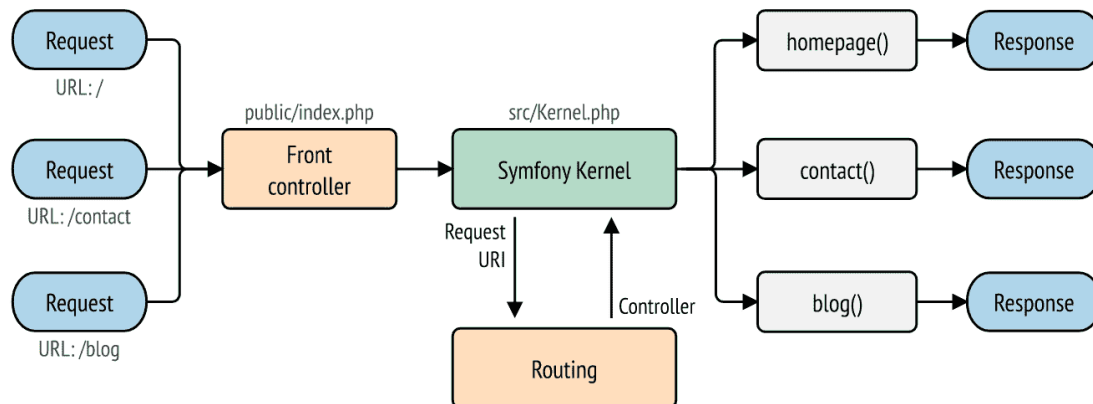 Request
URL: /
Request
URL: /contact
Request
URL: /blog
public/index.php
Front
controller
src/Kernel.php
Symfony Kernel
Request
URI
Controller
Routing
homepage()
Response
contact()
Response
blog()
Response